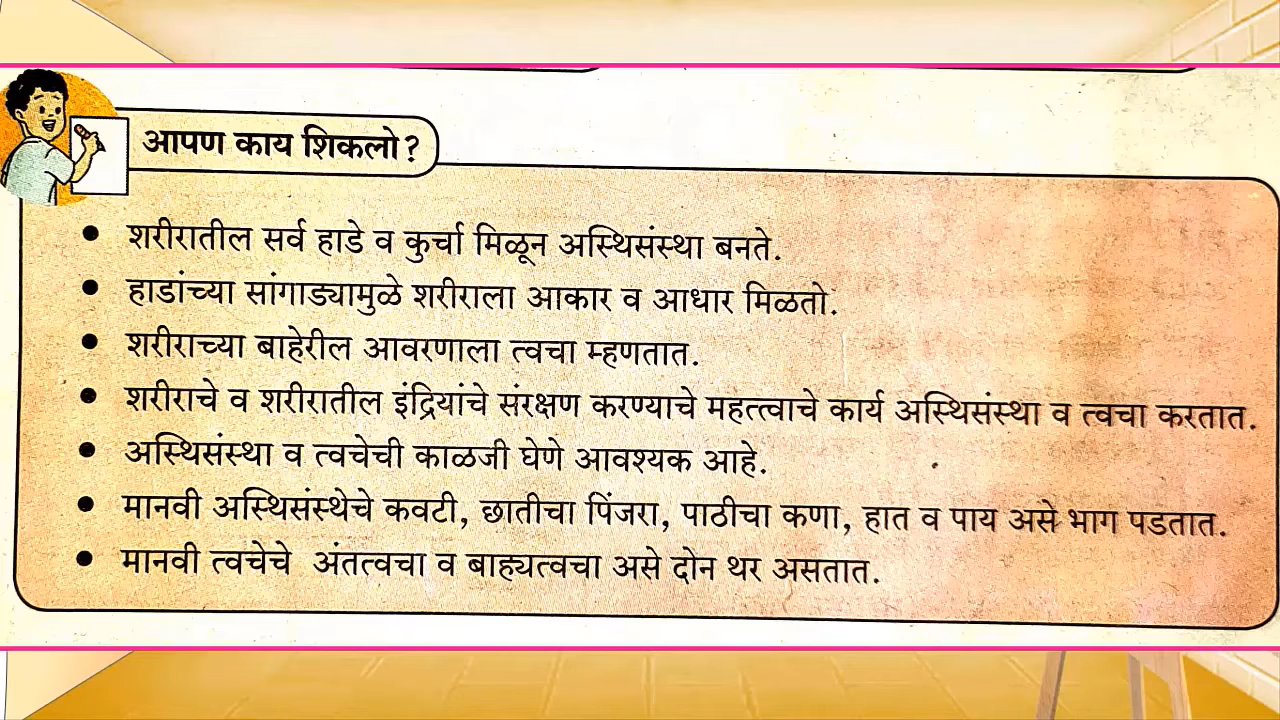 आपण काय शिकलो?
• शरीरातील सर्व हाडे व कुर्चा मिळून अस्थिसंस्था बनते.
• हाडांच्या सांगाड्यामुळे शरीराला आकार व आधार मिळतो.
• शरीराच्या बाहेरील आवरणाला त्वचा म्हणतात.
• शरीराचे व शरीरातील इंद्रियांचे संरक्षण करण्याचे महत्त्वाचे कार्य अस्थिसंस्था व त्वचा करतात.
• अस्थिसंस्था व त्वचेची काळजी घेणे आवश्यक आहे.
• मानवी अस्थिसंस्थेचे कवटी, छातीचा पिंजरा, पाठीचा कणा, हात व पाय असे भाग पडतात.
• मानवी त्वचेचे अंतत्वचा व बाह्यत्वचा असे दोन थर असतात.